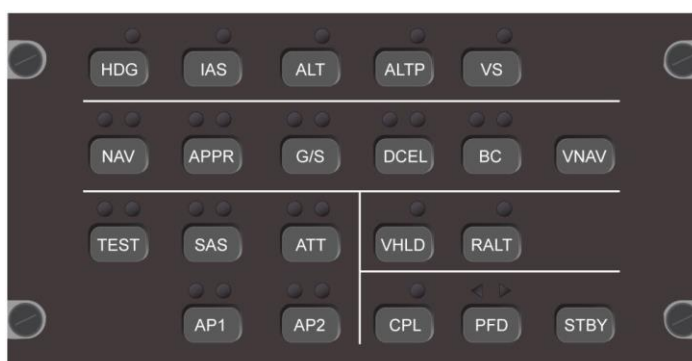 HDG IAS ALT ALTP VS
NAV APPR G/S DCEL BC VNAV
TEST SAS ATT VHLD RALT
AP1 AP2 CPL PFD STBY